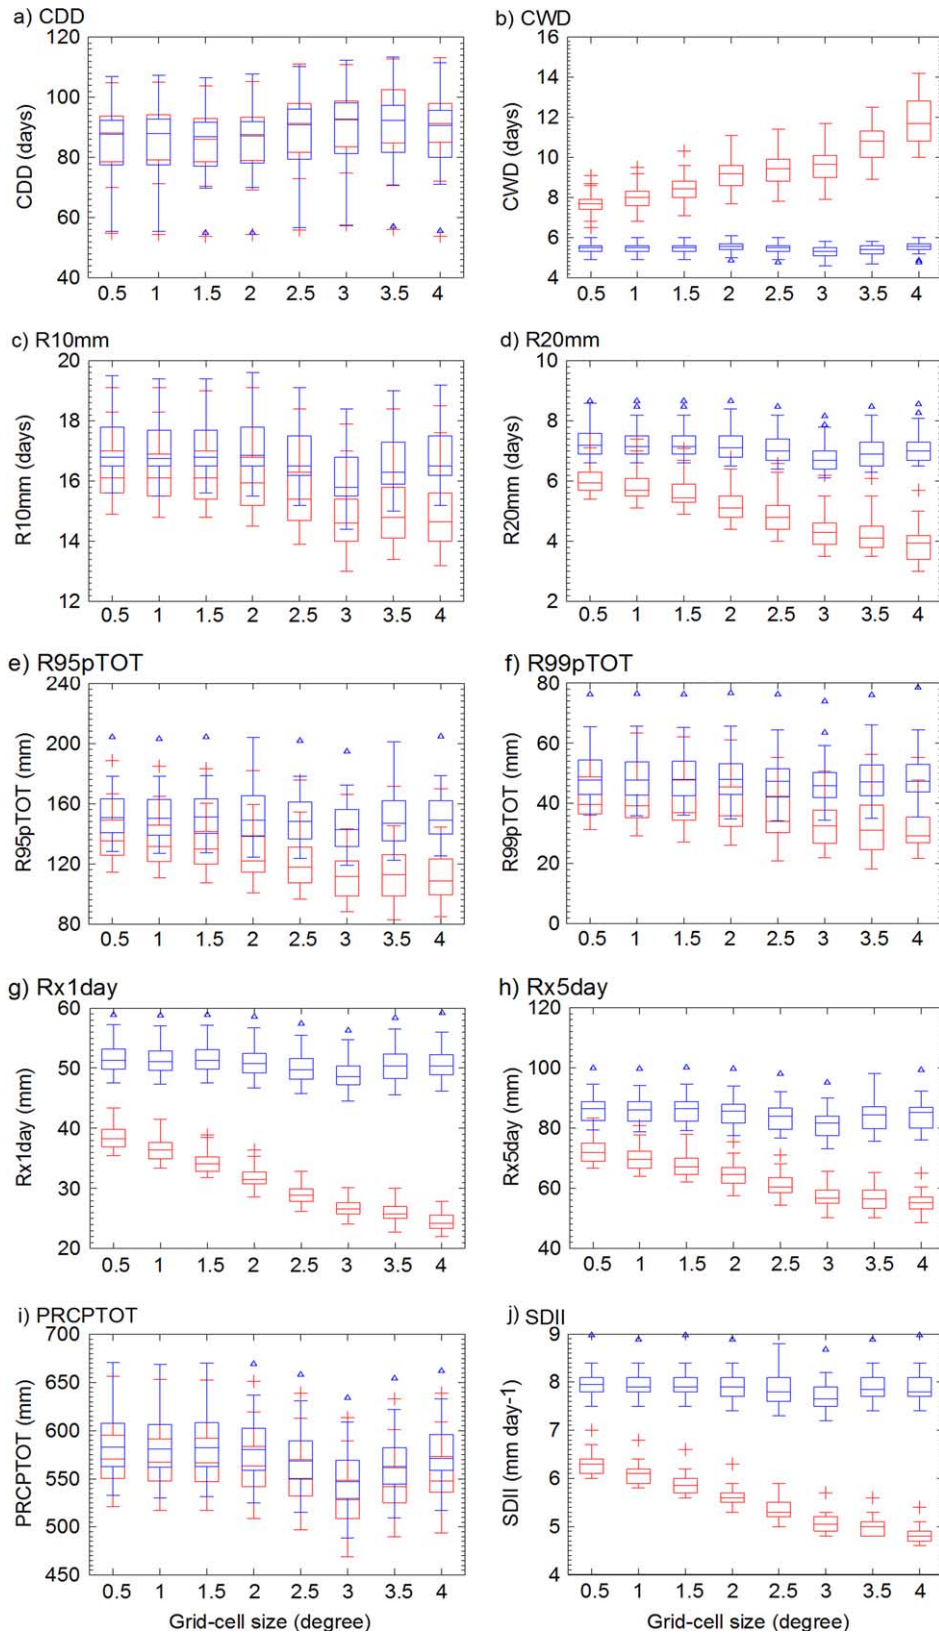 a) CDD
120
100
80
60
40
CDD (days)
0.5 1 1.5 2 2.5 3 3.5 4
b) CWD
16
14
12
10
8
6
4
CWD (days)
0.5 1 1.5 2 2.5 3 3.5 4
c) R10mm
20
18
16
14
12
R10mm (days)
0.5 1 1.5 2 2.5 3 3.5 4
d) R20mm
10
8
6
4
2
R20mm (days)
0.5 1 1.5 2 2.5 3 3.5 4
e) R95pTOT
240
200
160
120
80
R95pTOT (mm)
0.5 1 1.5 2 2.5 3 3.5 4
f) R99pTOT
80
60
40
20
0
R99pTOT (mm)
0.5 1 1.5 2 2.5 3 3.5 4
g) Rx1day
60
50
40
30
20
Rx1day (mm)
0.5 1 1.5 2 2.5 3 3.5 4
h) Rx5day
120
100
80
60
40
Rx5day (mm)
0.5 1 1.5 2 2.5 3 3.5 4
i) PRCPTOT
700
650
600
550
500
450
PRCPTOT (mm)
0.5 1 1.5 2 2.5 3 3.5 4
Grid-cell size (degree)
j) SDII
9
8
7
6
5
4
SDII (mm day-1)
0.5 1 1.5 2 2.5 3 3.5 4
Grid-cell size (degree)